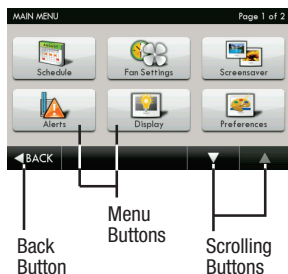 MAIN MENU Page 1 of 2
Schedule Fan Settings Screensaver
Alerts Display Preferences
BACK
Menu
Buttons
Back
Button
Scrolling
Buttons